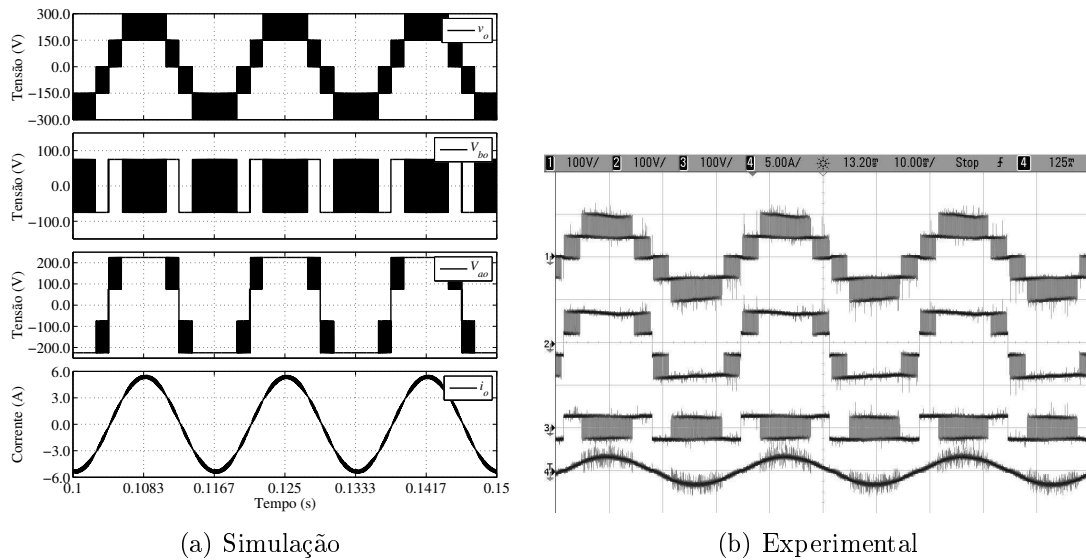 300.0
150.0
0.0
−150.0
−300.0
Tensão (V)
v_o
100.0
0.0
−100.0
Tensão (V)
V_bo
200.0
100.0
0.0
−100.0
−200.0
Tensão (V)
V_ao
6.0
3.0
0.0
−3.0
−6.0
Corrente (A)
i_o
0.1 0.1083 0.1167 0.125 0.1333 0.1417 0.15
Tempo (s)
(a) Simulação
1 100V/ 2 100V/ 3 100V/ 4 5.00A/ 13.20 10.00 / Stop 4 125
1
2
3
4
(b) Experimental